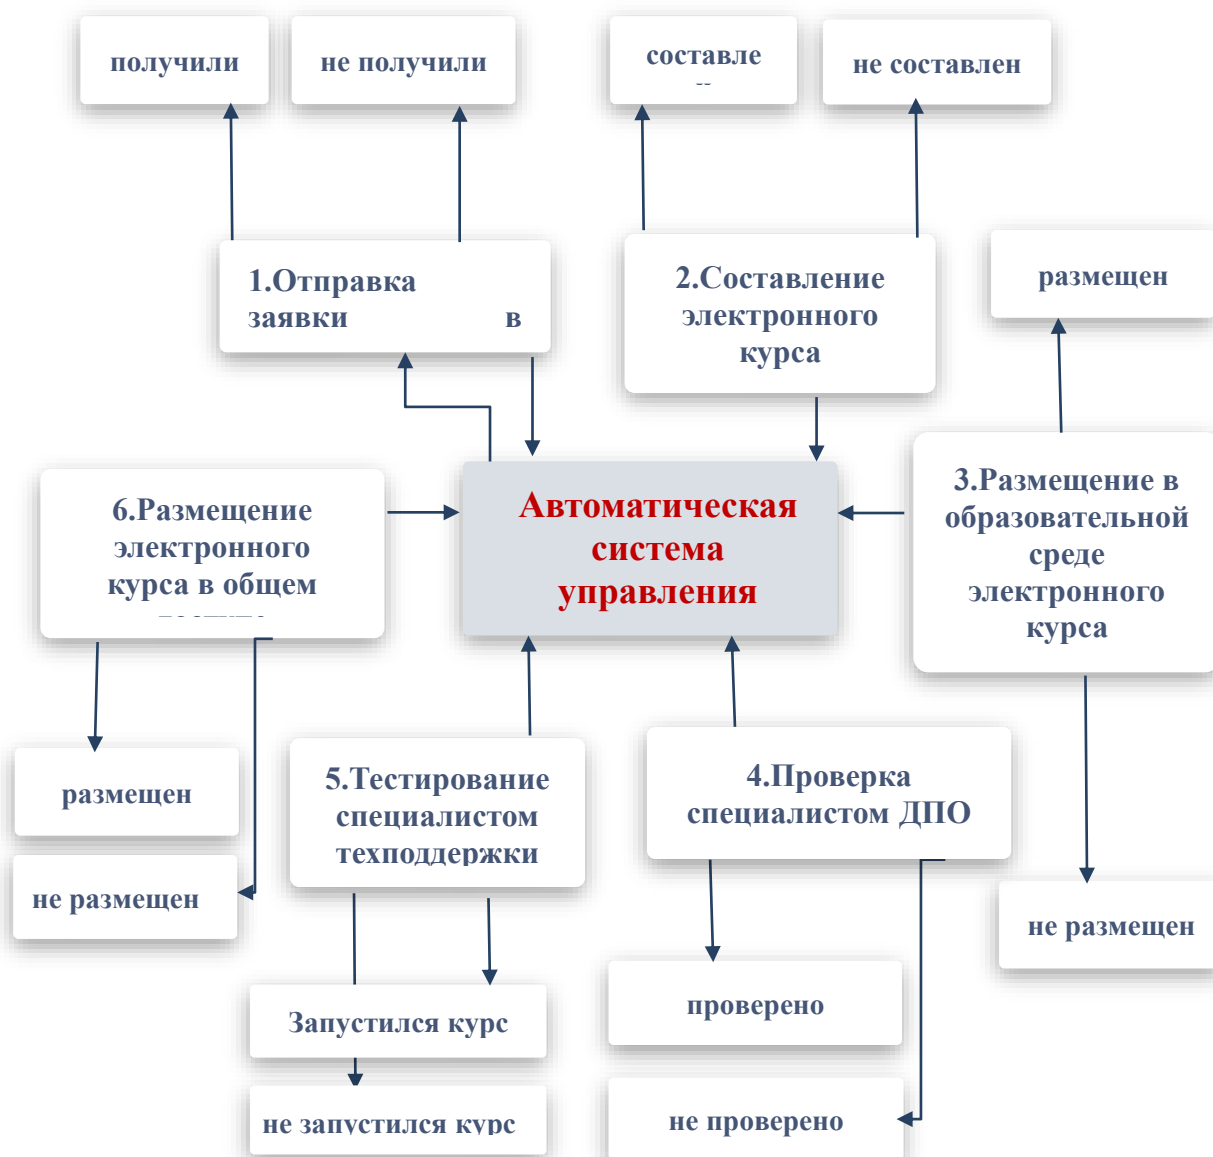 получили
не получили
составле
не составлен
1.Отправка
заявки в
2.Составление
электронного
курса
размещен
Автоматическая
система
управления
3.Размещение в
образовательной
среде
электронного
курса
6.Размещение
электронного
курса в общем
размещен
не размещен
5.Тестирование
специалистом
техподдержки
4.Проверка
специалистом ДПО
не размещен
Запустился курс
не запустился курс
проверено
не проверено